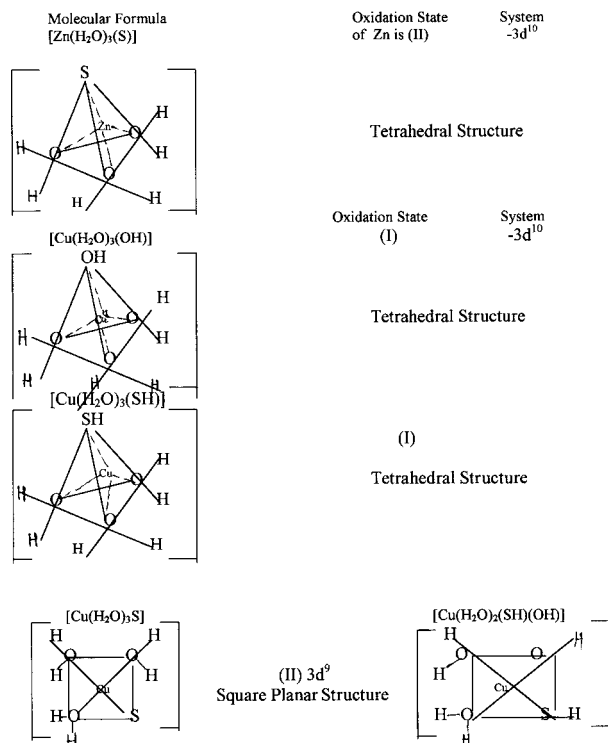 Molecular Formula Oxidation State System
[Zn(H₂O)₃(S)] of Zn is (II) -3d¹⁰
S
H
Zn
O
H O H
Tetrahedral Structure
O
H H H
Oxidation State System
[Cu(H₂O)₃(OH)] (I) -3d¹⁰
OH
H
O
H O H
Tetrahedral Structure
O
H H
[Cu(H₂O)₃(SH)]
SH
(I)
H
Cu
O
H O H
Tetrahedral Structure
O
H H H
[Cu(H₂O)₃S] [Cu(H₂O)₂(SH)(OH)]
H H H H
O O O O
H H H
Cu (II) 3d⁹ Cu
Square Planar Structure
H O S H O S H
H H